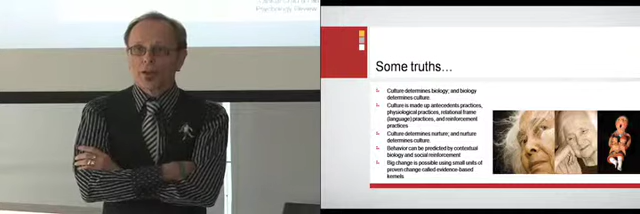 Psychology Review
Some truths…
Culture determines biology; and biology
determines culture.
Culture is made up antecedents practices,
physiological practices, relational frame
(language) practices, and reinforcement
practices
Culture determines nurture; and nurture
determines culture.
Behavior can be predicted by contextual
biology and social reinforcement
Big change is possible using small units of
proven change called evidence-based
kernels